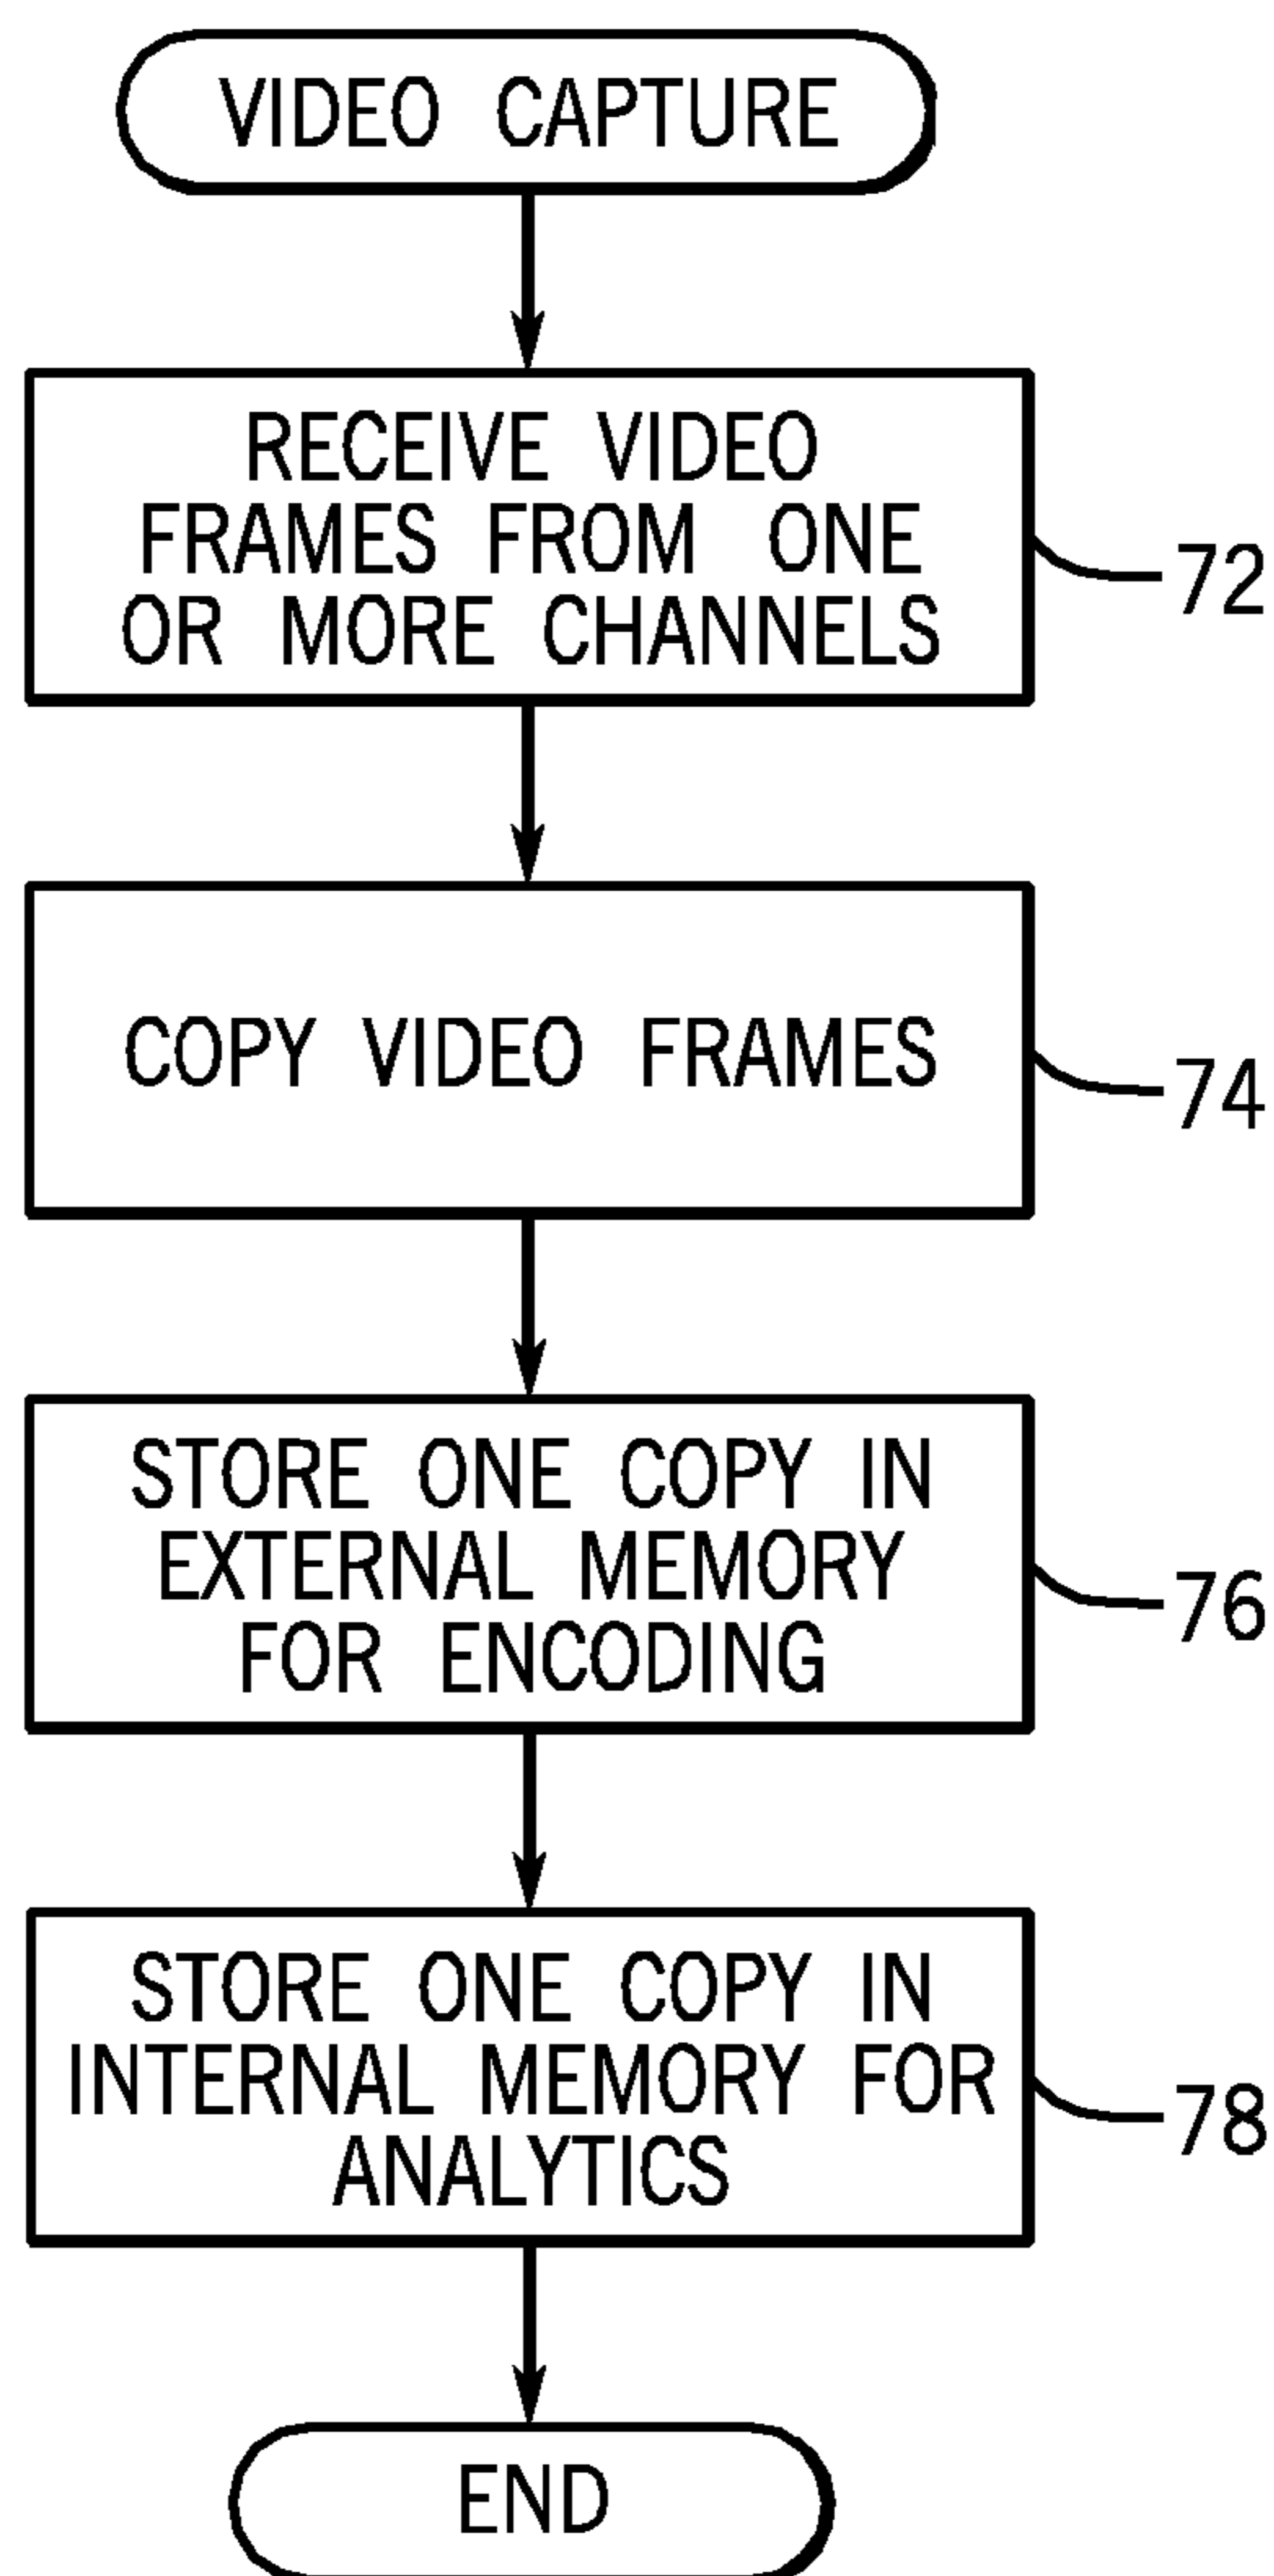 VIDEO CAPTURE
RECEIVE VIDEO
FRAMES FROM ONE
OR MORE CHANNELS
72
COPY VIDEO FRAMES
74
STORE ONE COPY IN
EXTERNAL MEMORY
FOR ENCODING
76
STORE ONE COPY IN
INTERNAL MEMORY FOR
ANALYTICS
78
END